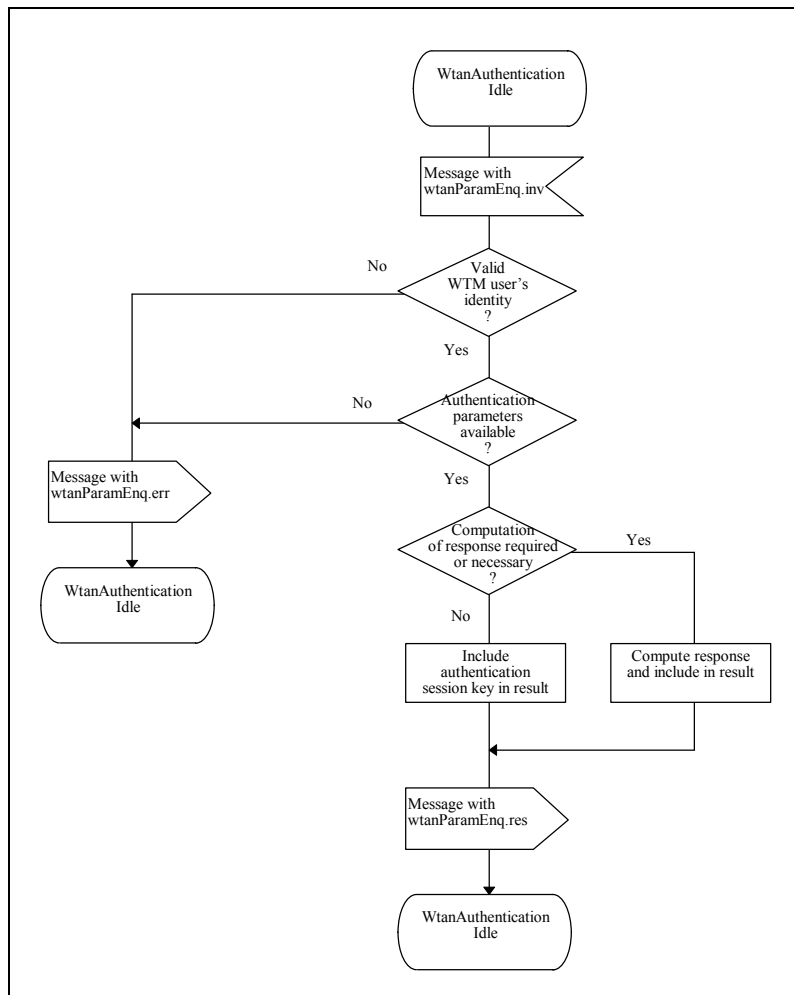 WtanAuthentication
Idle
Message with
wtanParamEnq.inv
No
Valid
WTM user's
identity
?
Yes
No
Authentication
parameters
available
?
Message with
wtanParamEnq.err
Yes
Computation
of response required
or necessary
?
Yes
WtanAuthentication
Idle
No
Include
authentication
session key in result
Compute response
and include in result
Message with
wtanParamEnq.res
WtanAuthentication
Idle